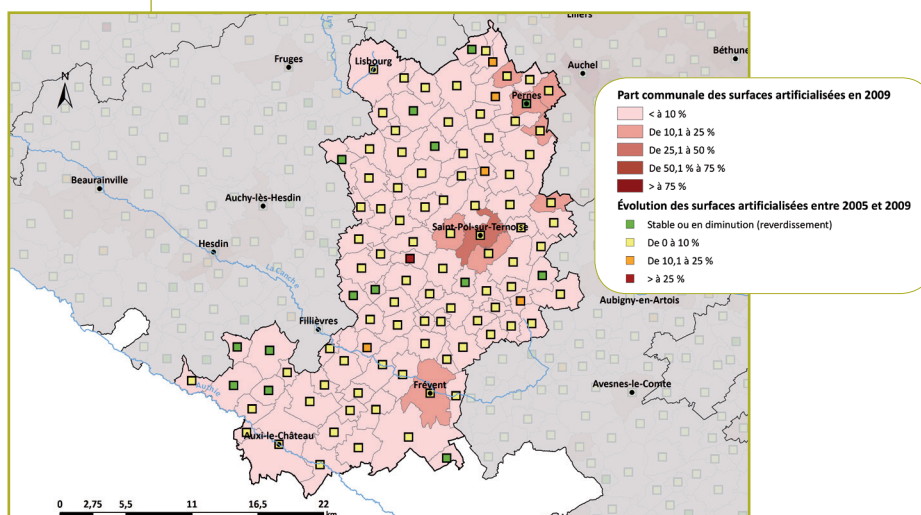 Lillers
Béthune
Fruges
Lisbourg
Auchel
N
Pernes
Part communale des surfaces artificialisées en 2009
< à 10 %
De 10,1 à 25 %
De 25,1 à 50 %
De 50,1 % à 75 %
> à 75 %
Évolution des surfaces artificialisées entre 2005 et 2009
Stable ou en diminution (reverdissement)
De 0 à 10 %
De 10,1 à 25 %
> à 25 %
Beaurainville
Auchy-lès-Hesdin
Saint-Pol-sur-Ternoise
Hesdin
La Canche
Aubigny-en-Artois
Fillièvres
Authie
Frévent
Avesnes-le-Comte
Auxi-le-Château
0 2,75 5,5 11 16,5 22
km